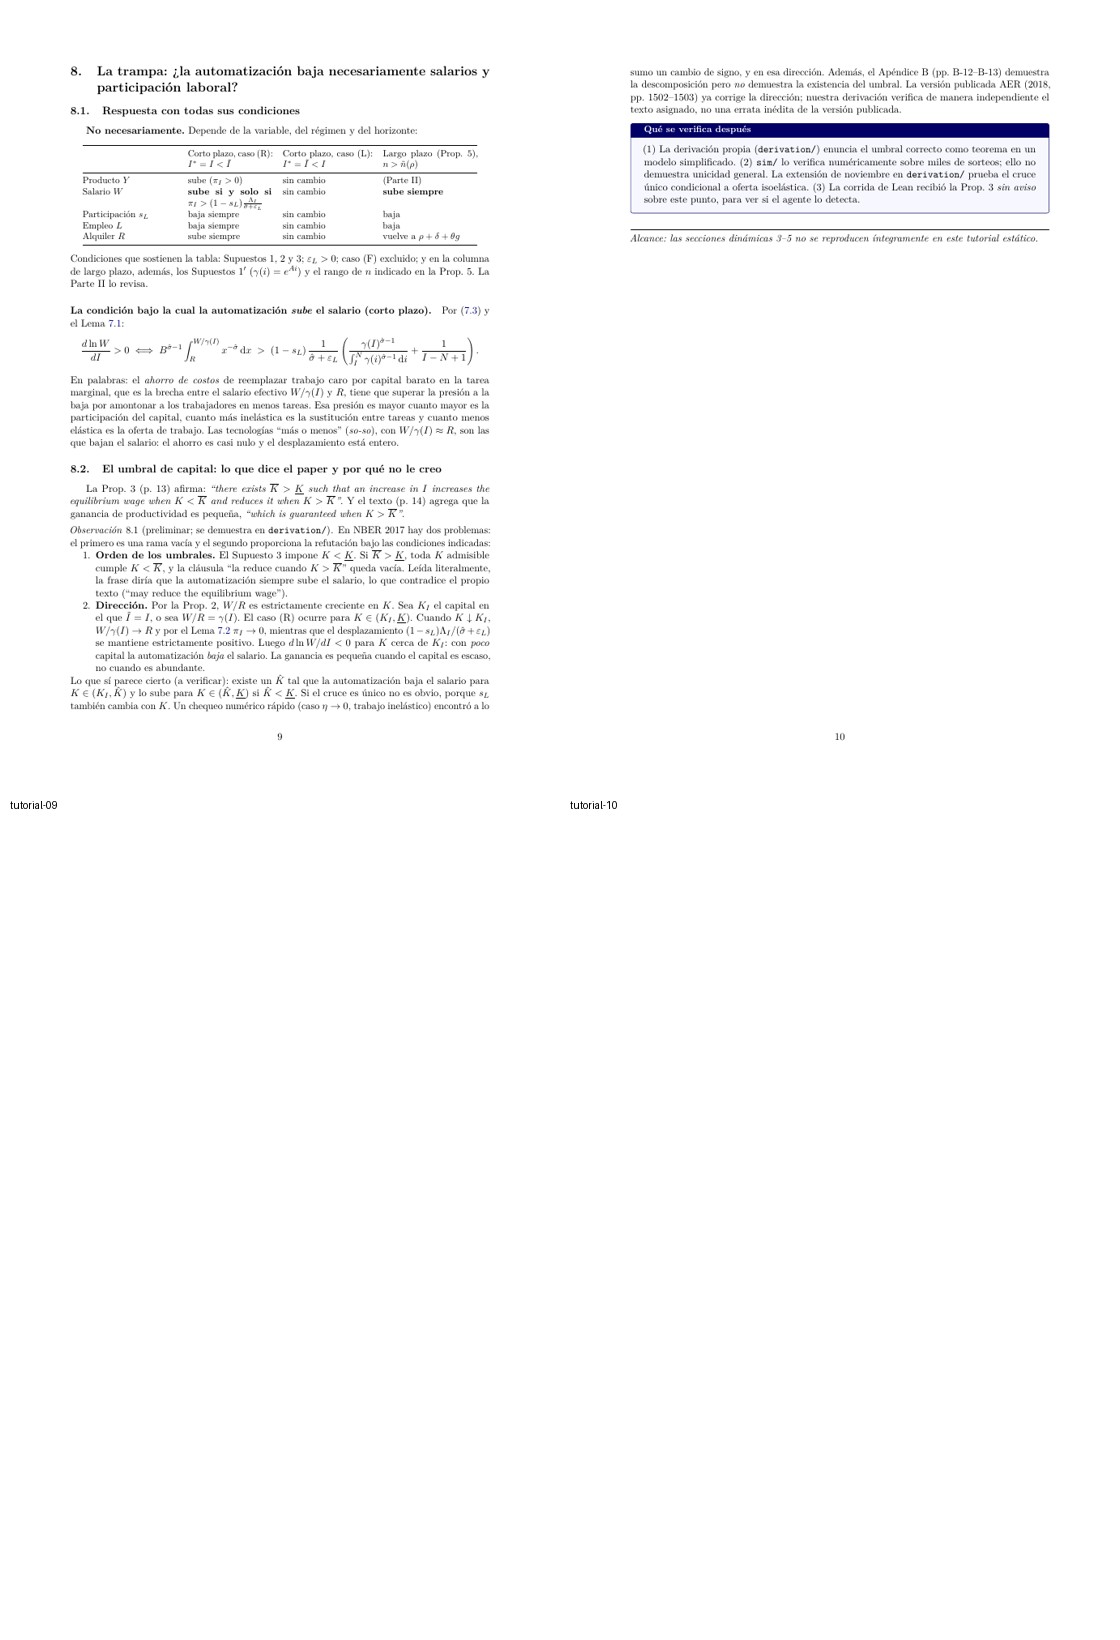 8. La trampa: ¿la automatización baja necesariamente salarios y
participación laboral?
8.1. Respuesta con todas sus condiciones
No necesariamente. Depende de la variable, del régimen y del horizonte:
Corto plazo, caso (R): Corto plazo, caso (L): Largo plazo (Prop. 5),
I* = I < Ĩ I* = Ĩ < I n > n̄(ρ)
Producto Y sube (π_I > 0) sin cambio (Parte II)
Salario W sube si y solo si sin cambio sube siempre
π_I > (1 − s_L) Λ_I/(σ̂+ε_L)
Participación s_L baja siempre sin cambio baja
Empleo L baja siempre sin cambio baja
Alquiler R sube siempre sin cambio vuelve a ρ + δ + θg
Condiciones que sostienen la tabla: Supuestos 1, 2 y 3; ε_L > 0; caso (F) excluido; y en la columna
de largo plazo, además, los Supuestos 1′ (γ(i) = e^{Ai}) y el rango de n indicado en la Prop. 5. La
Parte II lo revisa.
La condición bajo la cual la automatización sube el salario (corto plazo). Por (7.3) y
el Lema 7.1:
d ln W/dI > 0 ⟺ B^{σ̂−1} ∫_R^{W/γ(I)} x^{−σ̂} dx > (1 − s_L) 1/(σ̂ + ε_L) ( γ(I)^{σ̂−1}/∫_I^N γ(i)^{σ̂−1} di + 1/(I − N + 1) ).
En palabras: el ahorro de costos de reemplazar trabajo caro por capital barato en la tarea
marginal, que es la brecha entre el salario efectivo W/γ(I) y R, tiene que superar la presión a la
baja por amontonar a los trabajadores en menos tareas. Esa presión es mayor cuanto mayor es la
participación del capital, cuanto más inelástica es la sustitución entre tareas y cuanto menos
elástica es la oferta de trabajo. Las tecnologías “más o menos” (so-so), con W/γ(I) ≈ R, son las
que bajan el salario: el ahorro es casi nulo y el desplazamiento está entero.
8.2. El umbral de capital: lo que dice el paper y por qué no le creo
La Prop. 3 (p. 13) afirma: “there exists K̅ > K̲ such that an increase in I increases the
equilibrium wage when K < K̅ and reduces it when K > K̅”. Y el texto (p. 14) agrega que la
ganancia de productividad es pequeña, “which is guaranteed when K > K̅”.
Observación 8.1 (preliminar; se demuestra en derivation/). En NBER 2017 hay dos problemas:
el primero es una rama vacía y el segundo proporciona la refutación bajo las condiciones indicadas:
1. Orden de los umbrales. El Supuesto 3 impone K < K̲. Si K̅ > K̲, toda K admisible
cumple K < K̅, y la cláusula “la reduce cuando K > K̅” queda vacía. Leída literalmente,
la frase diría que la automatización siempre sube el salario, lo que contradice el propio
texto (“may reduce the equilibrium wage”).
2. Dirección. Por la Prop. 2, W/R es estrictamente creciente en K. Sea K_I el capital en
el que Ĩ = I, o sea W/R = γ(I). El caso (R) ocurre para K ∈ (K_I, K̲). Cuando K ↓ K_I,
W/γ(I) → R y por el Lema 7.2 π_I → 0, mientras que el desplazamiento (1−s_L)Λ_I/(σ̂+ε_L)
se mantiene estrictamente positivo. Luego d ln W/dI < 0 para K cerca de K_I: con poco
capital la automatización baja el salario. La ganancia es pequeña cuando el capital es escaso,
no cuando es abundante.
Lo que sí parece cierto (a verificar): existe un K̂ tal que la automatización baja el salario para
K ∈ (K_I, K̂) y lo sube para K ∈ (K̂, K̲) si K̂ < K̲. Si el cruce es único no es obvio, porque s_L
también cambia con K. Un chequeo numérico rápido (caso η → 0, trabajo inelástico) encontró a lo
9
tutorial-09
sumo un cambio de signo, y en esa dirección. Además, el Apéndice B (pp. B-12–B-13) demuestra
la descomposición pero no demuestra la existencia del umbral. La versión publicada AER (2018,
pp. 1502–1503) ya corrige la dirección; nuestra derivación verifica de manera independiente el
texto asignado, no una errata inédita de la versión publicada.
Qué se verifica después
(1) La derivación propia (derivation/) enuncia el umbral correcto como teorema en un
modelo simplificado. (2) sim/ lo verifica numéricamente sobre miles de sorteos; ello no
demuestra unicidad general. La extensión de noviembre en derivation/ prueba el cruce
único condicional a oferta isoelástica. (3) La corrida de Lean recibió la Prop. 3 sin aviso
sobre este punto, para ver si el agente lo detecta.
Alcance: las secciones dinámicas 3–5 no se reproducen íntegramente en este tutorial estático.
10
tutorial-10